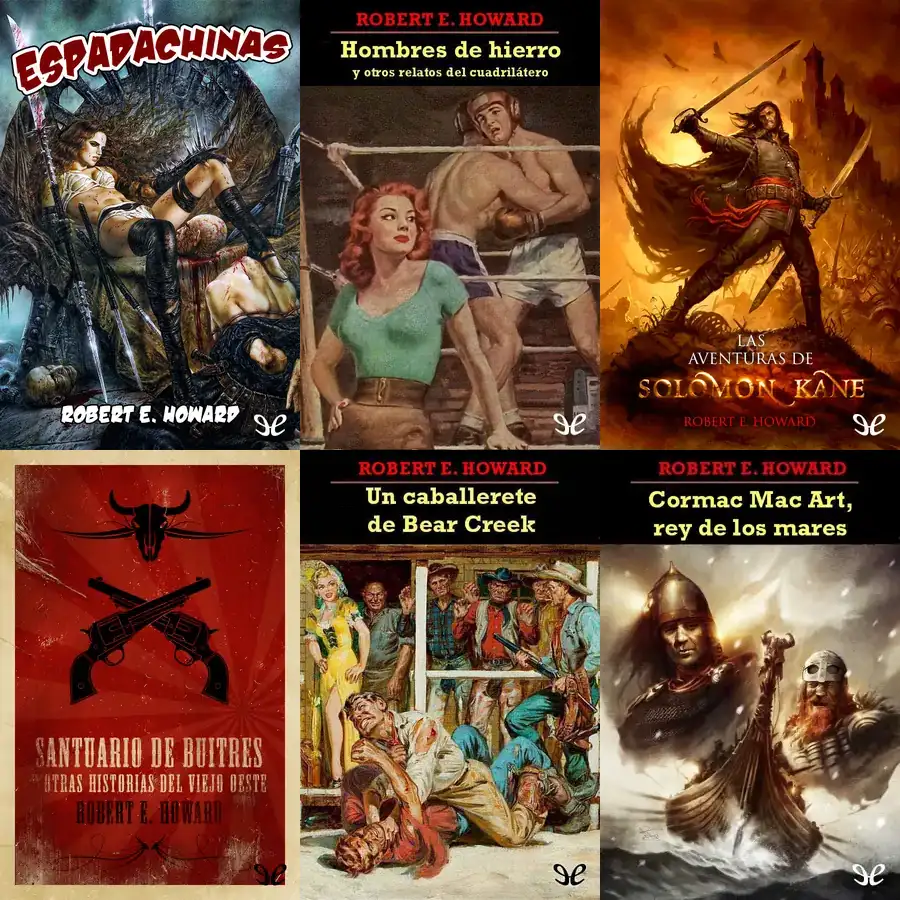 ESPADACHINAS
ROBERT E. HOWARD
ROBERT E. HOWARD
Hombres de hierro
y otros relatos del cuadrilátero
LAS
AVENTURAS DE
SOLOMON KANE
ROBERT E. HOWARD
SANTUARIO DE BUITRES
Y OTRAS HISTORIAS DEL VIEJO OESTE
ROBERT E. HOWARD
ROBERT E. HOWARD
Un caballerete
de Bear Creek
ROBERT E. HOWARD
Cormac Mac Art,
rey de los mares